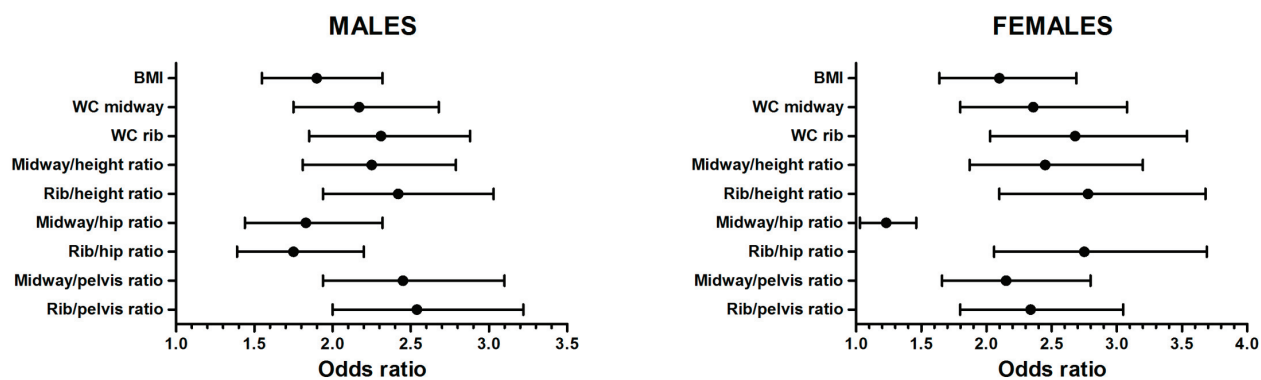 MALES
BMI
WC midway
WC rib
Midway/height ratio
Rib/height ratio
Midway/hip ratio
Rib/hip ratio
Midway/pelvis ratio
Rib/pelvis ratio
1.0 1.5 2.0 2.5 3.0 3.5
Odds ratio
FEMALES
BMI
WC midway
WC rib
Midway/height ratio
Rib/height ratio
Midway/hip ratio
Rib/hip ratio
Midway/pelvis ratio
Rib/pelvis ratio
1.0 1.5 2.0 2.5 3.0 3.5 4.0
Odds ratio